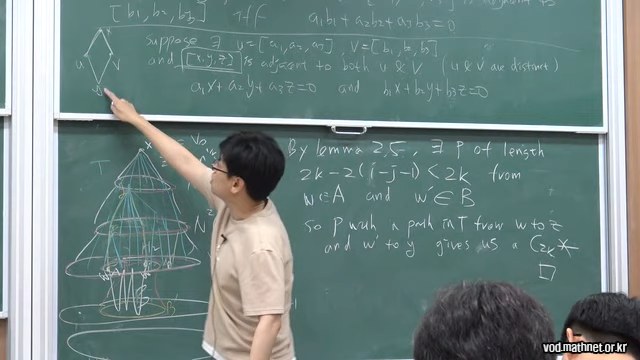 [b1, b2, b3] iff a1b1 + a2b2 + a3b3 = 0
suppose ∃ u=[a1,a2,a3], v=[b1,b2,b3]
and [x,y,z] is adjacent to both u & v (u & v are distinct)
a1x+a2y+a3z=0 and b1x+b2y+b3z=0
u v
T
By lemma 2.5, ∃ P of length
2k-2(i-j-1) < 2k from
w∈A and w'∈B
so P with a path in T from w to z
and w' to y gives us a C2k *
□
vod.mathnet.or.kr